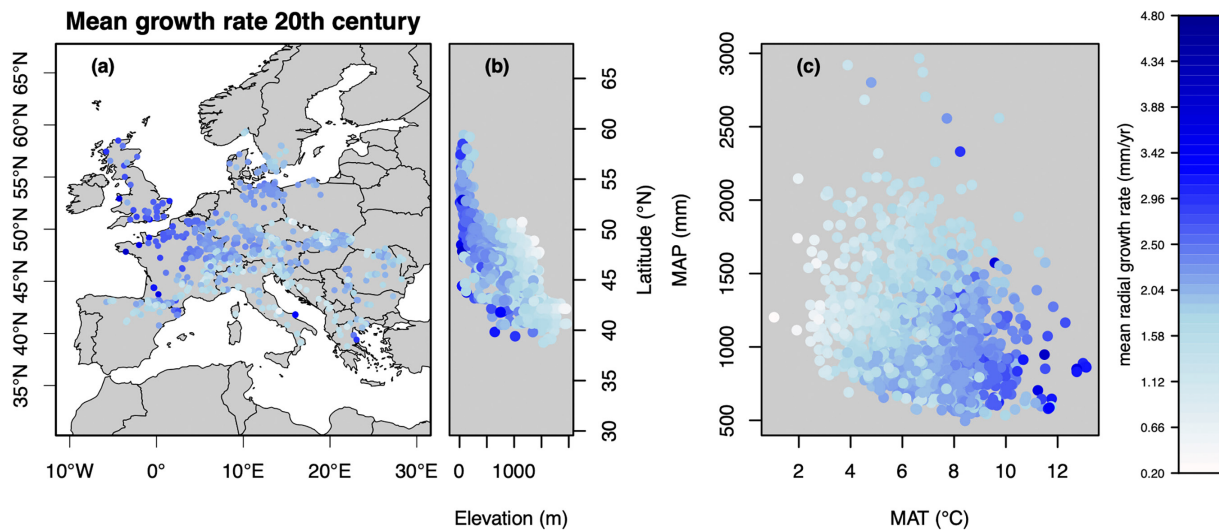 Mean growth rate 20th century
(a)
65°N
60°N
55°N
50°N
45°N
40°N
35°N
10°W 0° 10°E 20°E 30°E
(b)
65
60
55
50
45
40
35
30
Latitude (°N)
0 1000
Elevation (m)
(c)
3000
2500
2000
1500
1000
500
MAP (mm)
2 4 6 8 10 12
MAT (°C)
mean radial growth rate (mm/yr)
4.80
4.34
3.88
3.42
2.96
2.50
2.04
1.58
1.12
0.66
0.20